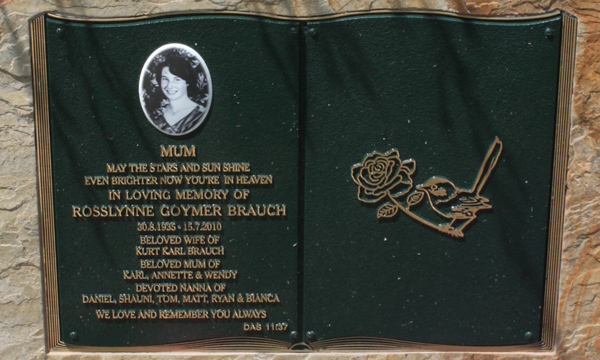 MUM
MAY THE STARS AND SUN SHINE
EVEN BRIGHTER NOW YOU'RE IN HEAVEN
IN LOVING MEMORY OF
ROSSLYNNE GOYMER BRAUCH
30.8.1935 - 15.7.2010
BELOVED WIFE OF
KURT KARL BRAUCH
BELOVED MUM OF
KARL, ANNETTE & WENDY
DEVOTED NANNA OF
DANIEL, SHAUNI, TOM, MATT, RYAN & BIANCA
WE LOVE AND REMEMBER YOU ALWAYS
DAS 11:37